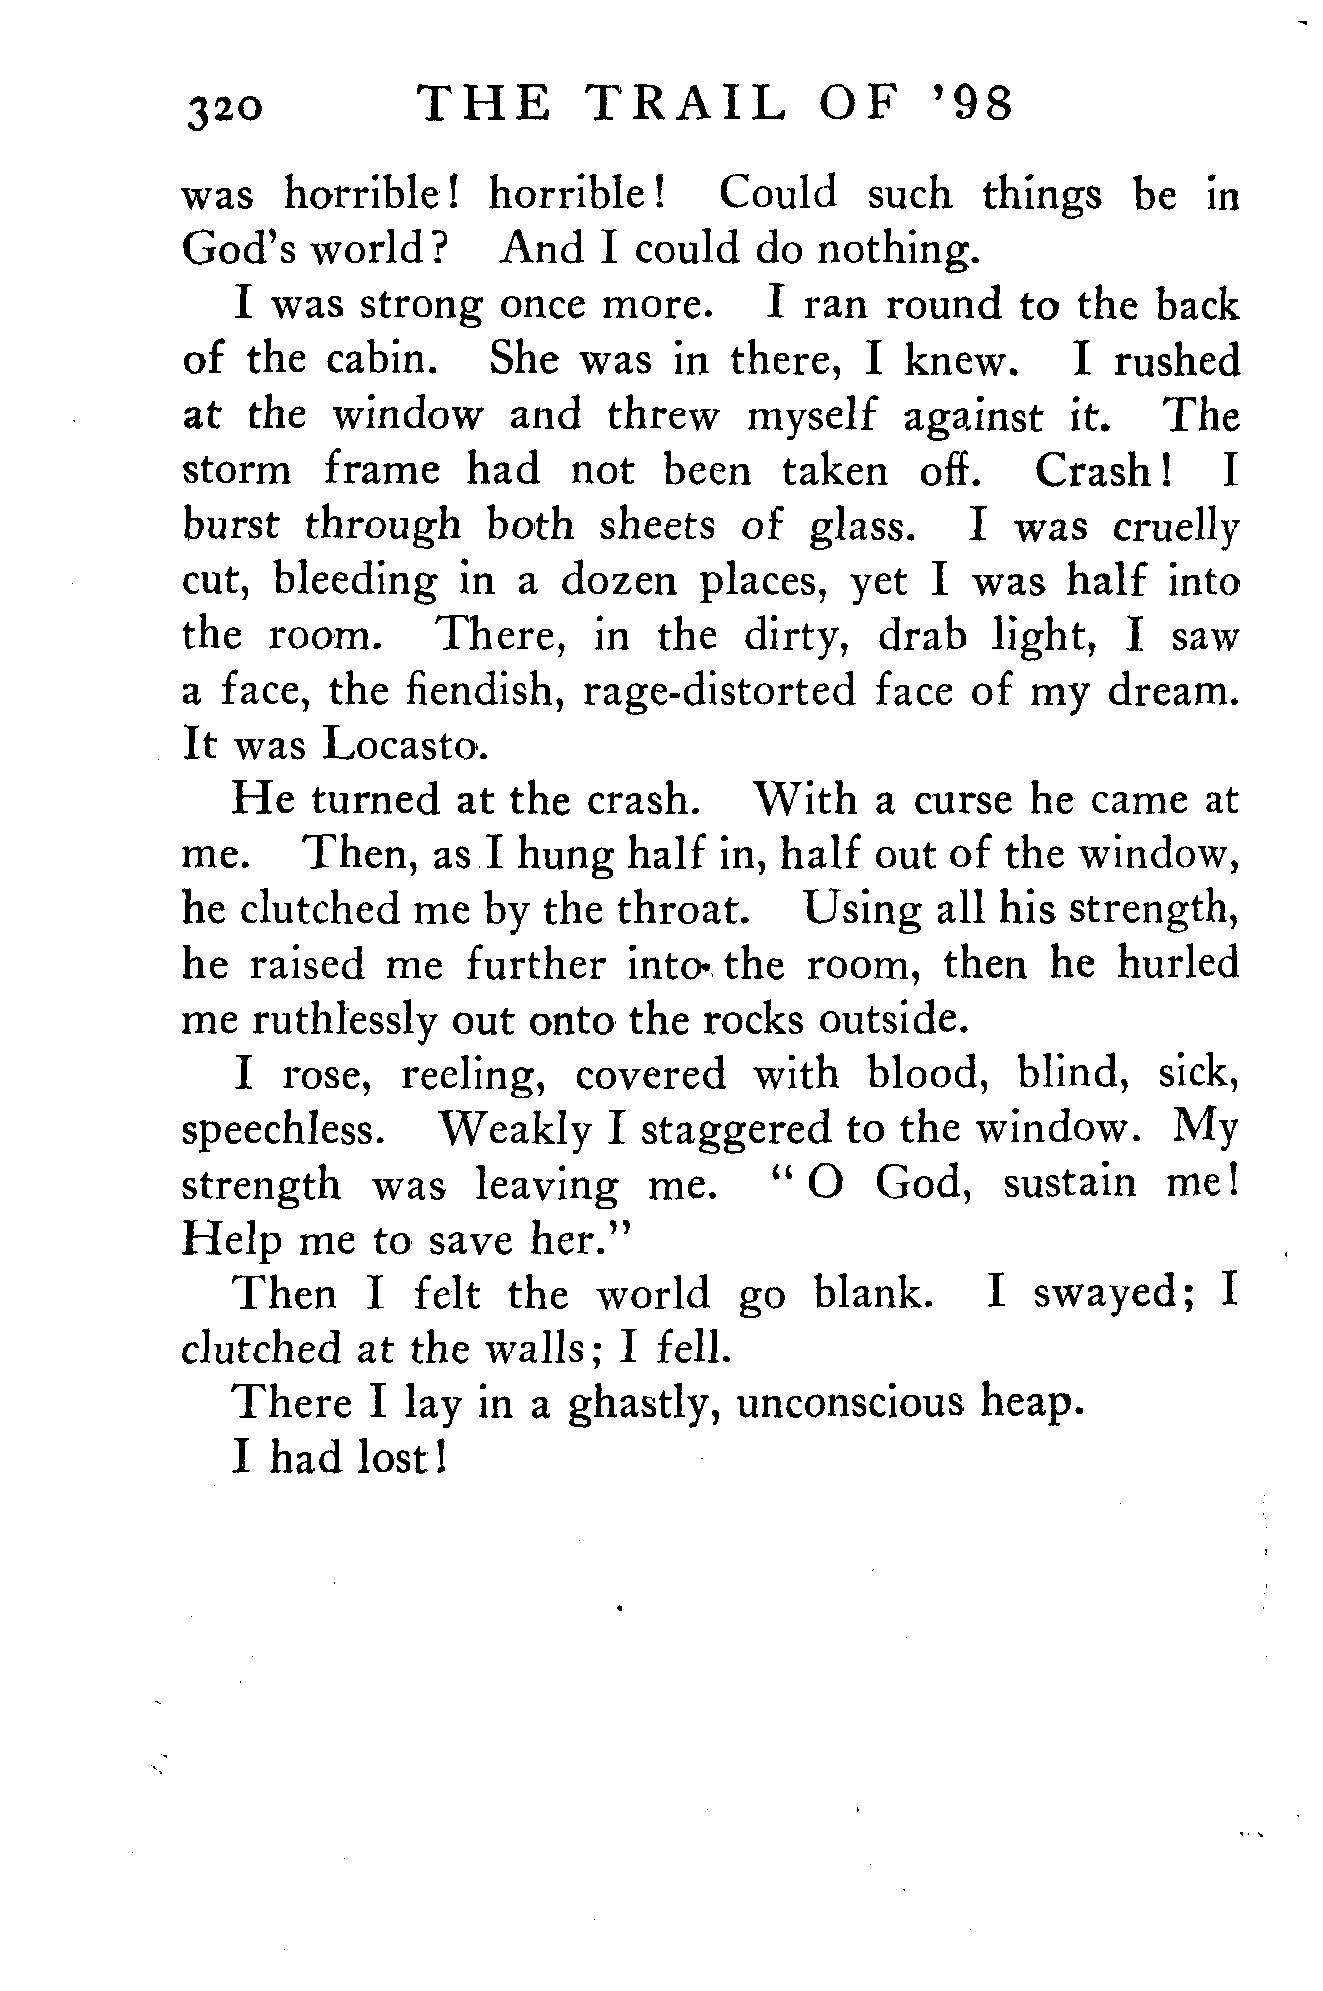 320 THE TRAIL OF '98
was horrible! horrible! Could such things be in
God's world? And I could do nothing.
I was strong once more. I ran round to the back
of the cabin. She was in there, I knew. I rushed
at the window and threw myself against it. The
storm frame had not been taken off. Crash! I
burst through both sheets of glass. I was cruelly
cut, bleeding in a dozen places, yet I was half into
the room. There, in the dirty, drab light, I saw
a face, the fiendish, rage-distorted face of my dream.
It was Locasto.
He turned at the crash. With a curse he came at
me. Then, as I hung half in, half out of the window,
he clutched me by the throat. Using all his strength,
he raised me further into the room, then he hurled
me ruthlessly out onto the rocks outside.
I rose, reeling, covered with blood, blind, sick,
speechless. Weakly I staggered to the window. My
strength was leaving me. "O God, sustain me!
Help me to save her."
Then I felt the world go blank. I swayed; I
clutched at the walls; I fell.
There I lay in a ghastly, unconscious heap.
I had lost!